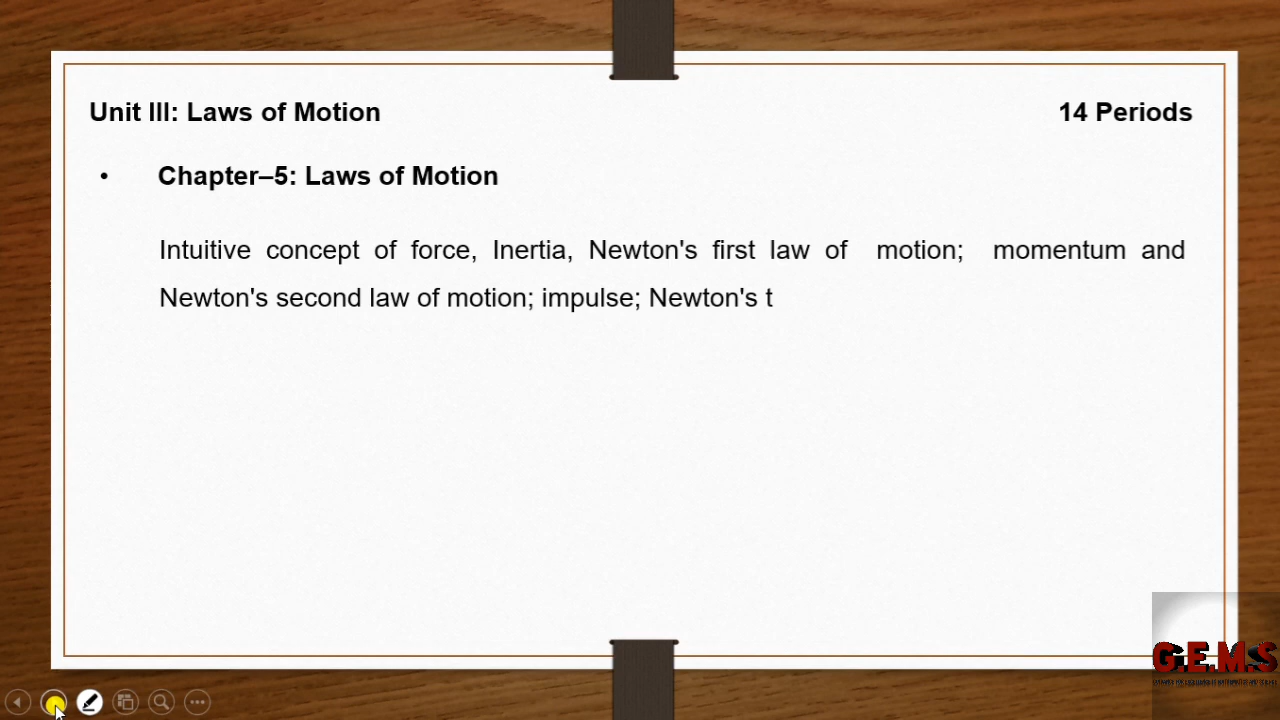 Unit III: Laws of Motion 14 Periods
• Chapter–5: Laws of Motion
Intuitive concept of force, Inertia, Newton's first law of motion; momentum and
Newton's second law of motion; impulse; Newton's t
G.E.M.S